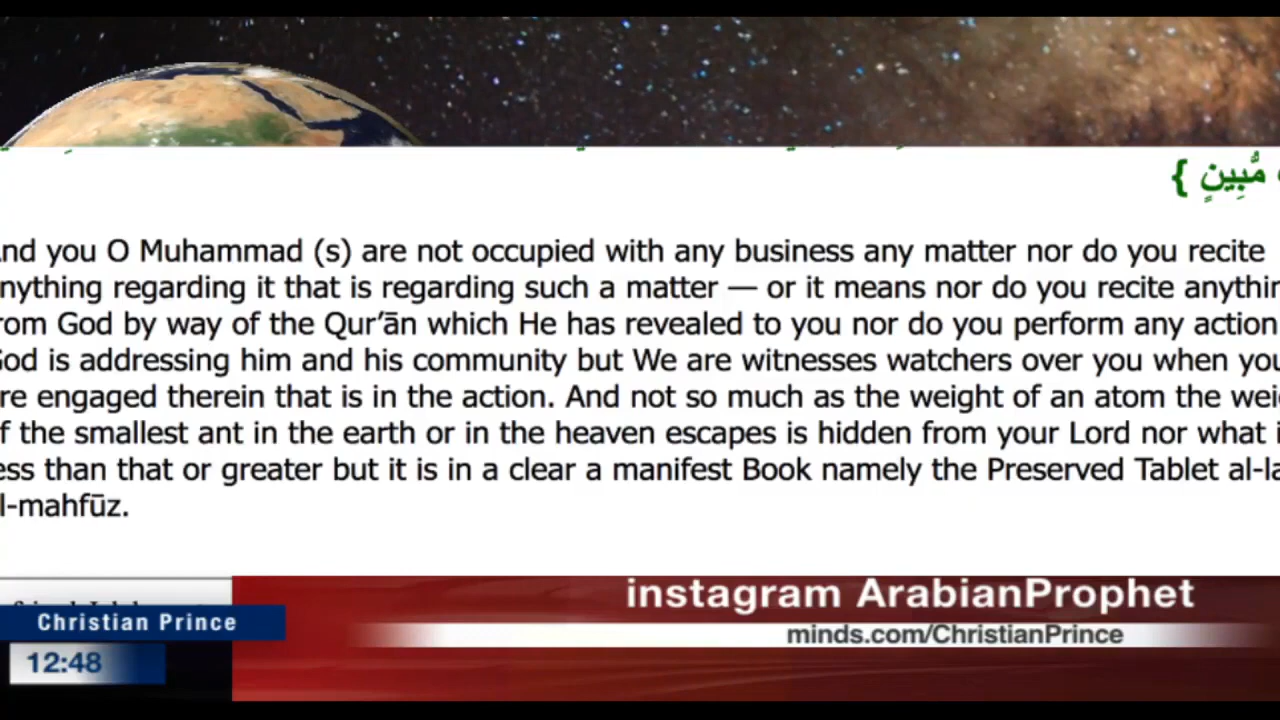 مُّبِينٍ }
nd you O Muhammad (s) are not occupied with any business any matter nor do you recite
nything regarding it that is regarding such a matter — or it means nor do you recite anythin
rom God by way of the Qur’ān which He has revealed to you nor do you perform any action
God is addressing him and his community but We are witnesses watchers over you when you
re engaged therein that is in the action. And not so much as the weight of an atom the wei
f the smallest ant in the earth or in the heaven escapes is hidden from your Lord nor what i
ess than that or greater but it is in a clear a manifest Book namely the Preserved Tablet al-la
l-mahfūz.
instagram ArabianProphet
Christian Prince
minds.com/ChristianPrince
12:48